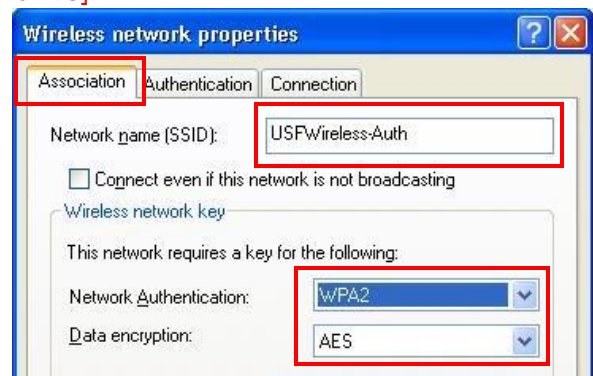 Wireless network properties
Association Authentication Connection
Network name (SSID): USFWireless-Auth
Connect even if this network is not broadcasting
Wireless network key
This network requires a key for the following:
Network Authentication: WPA2
Data encryption: AES